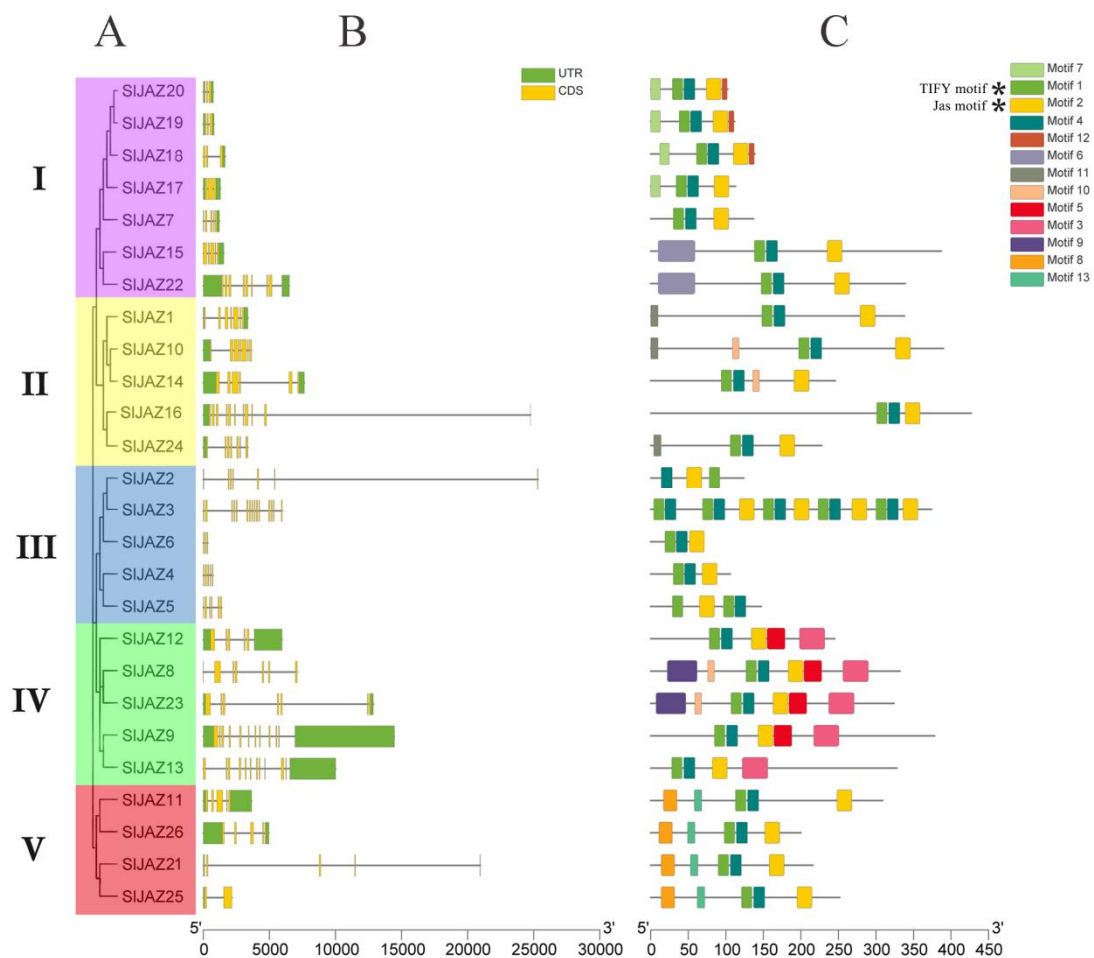 A B C
UTR
CDS
TIFY motif *
Jas motif *
Motif 7
Motif 1
Motif 2
Motif 4
Motif 12
Motif 6
Motif 11
Motif 10
Motif 5
Motif 3
Motif 9
Motif 8
Motif 13
I
SlJAZ20
SlJAZ19
SlJAZ18
SlJAZ17
SlJAZ7
SlJAZ15
SlJAZ22
II
SlJAZ1
SlJAZ10
SlJAZ14
SlJAZ16
SlJAZ24
III
SlJAZ2
SlJAZ3
SlJAZ6
SlJAZ4
SlJAZ5
IV
SlJAZ12
SlJAZ8
SlJAZ23
SlJAZ9
SlJAZ13
V
SlJAZ11
SlJAZ26
SlJAZ21
SlJAZ25
5' 3'
0 5000 10000 15000 20000 25000 30000
5' 3'
0 50 100 150 200 250 300 350 400 450